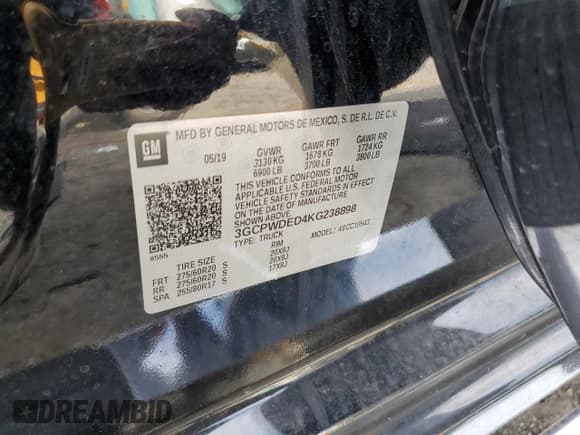 GM
MFD BY GENERAL MOTORS DE MEXICO, S. DE R.L. DE C.V.
05/19 GVWR GAWR FRT GAWR RR
3130 KG 1678 KG 1724 KG
6900 LB 3700 LB 3800 LB
THIS VEHICLE CONFORMS TO ALL
APPLICABLE U.S. FEDERAL MOTOR
VEHICLE SAFETY STANDARDS IN EFFECT
ON THE DATE OF MANUFACTURE
SHOWN ABOVE.
3GCPWDED4KG238898
TYPE: TRUCK MODEL:
#555
TIRE SIZE RIM
FRT 275/60R20 S 20X9J
RR 275/60R20 S 20X9J
SPA 255/80R17 S 17X8J
DREAMBID